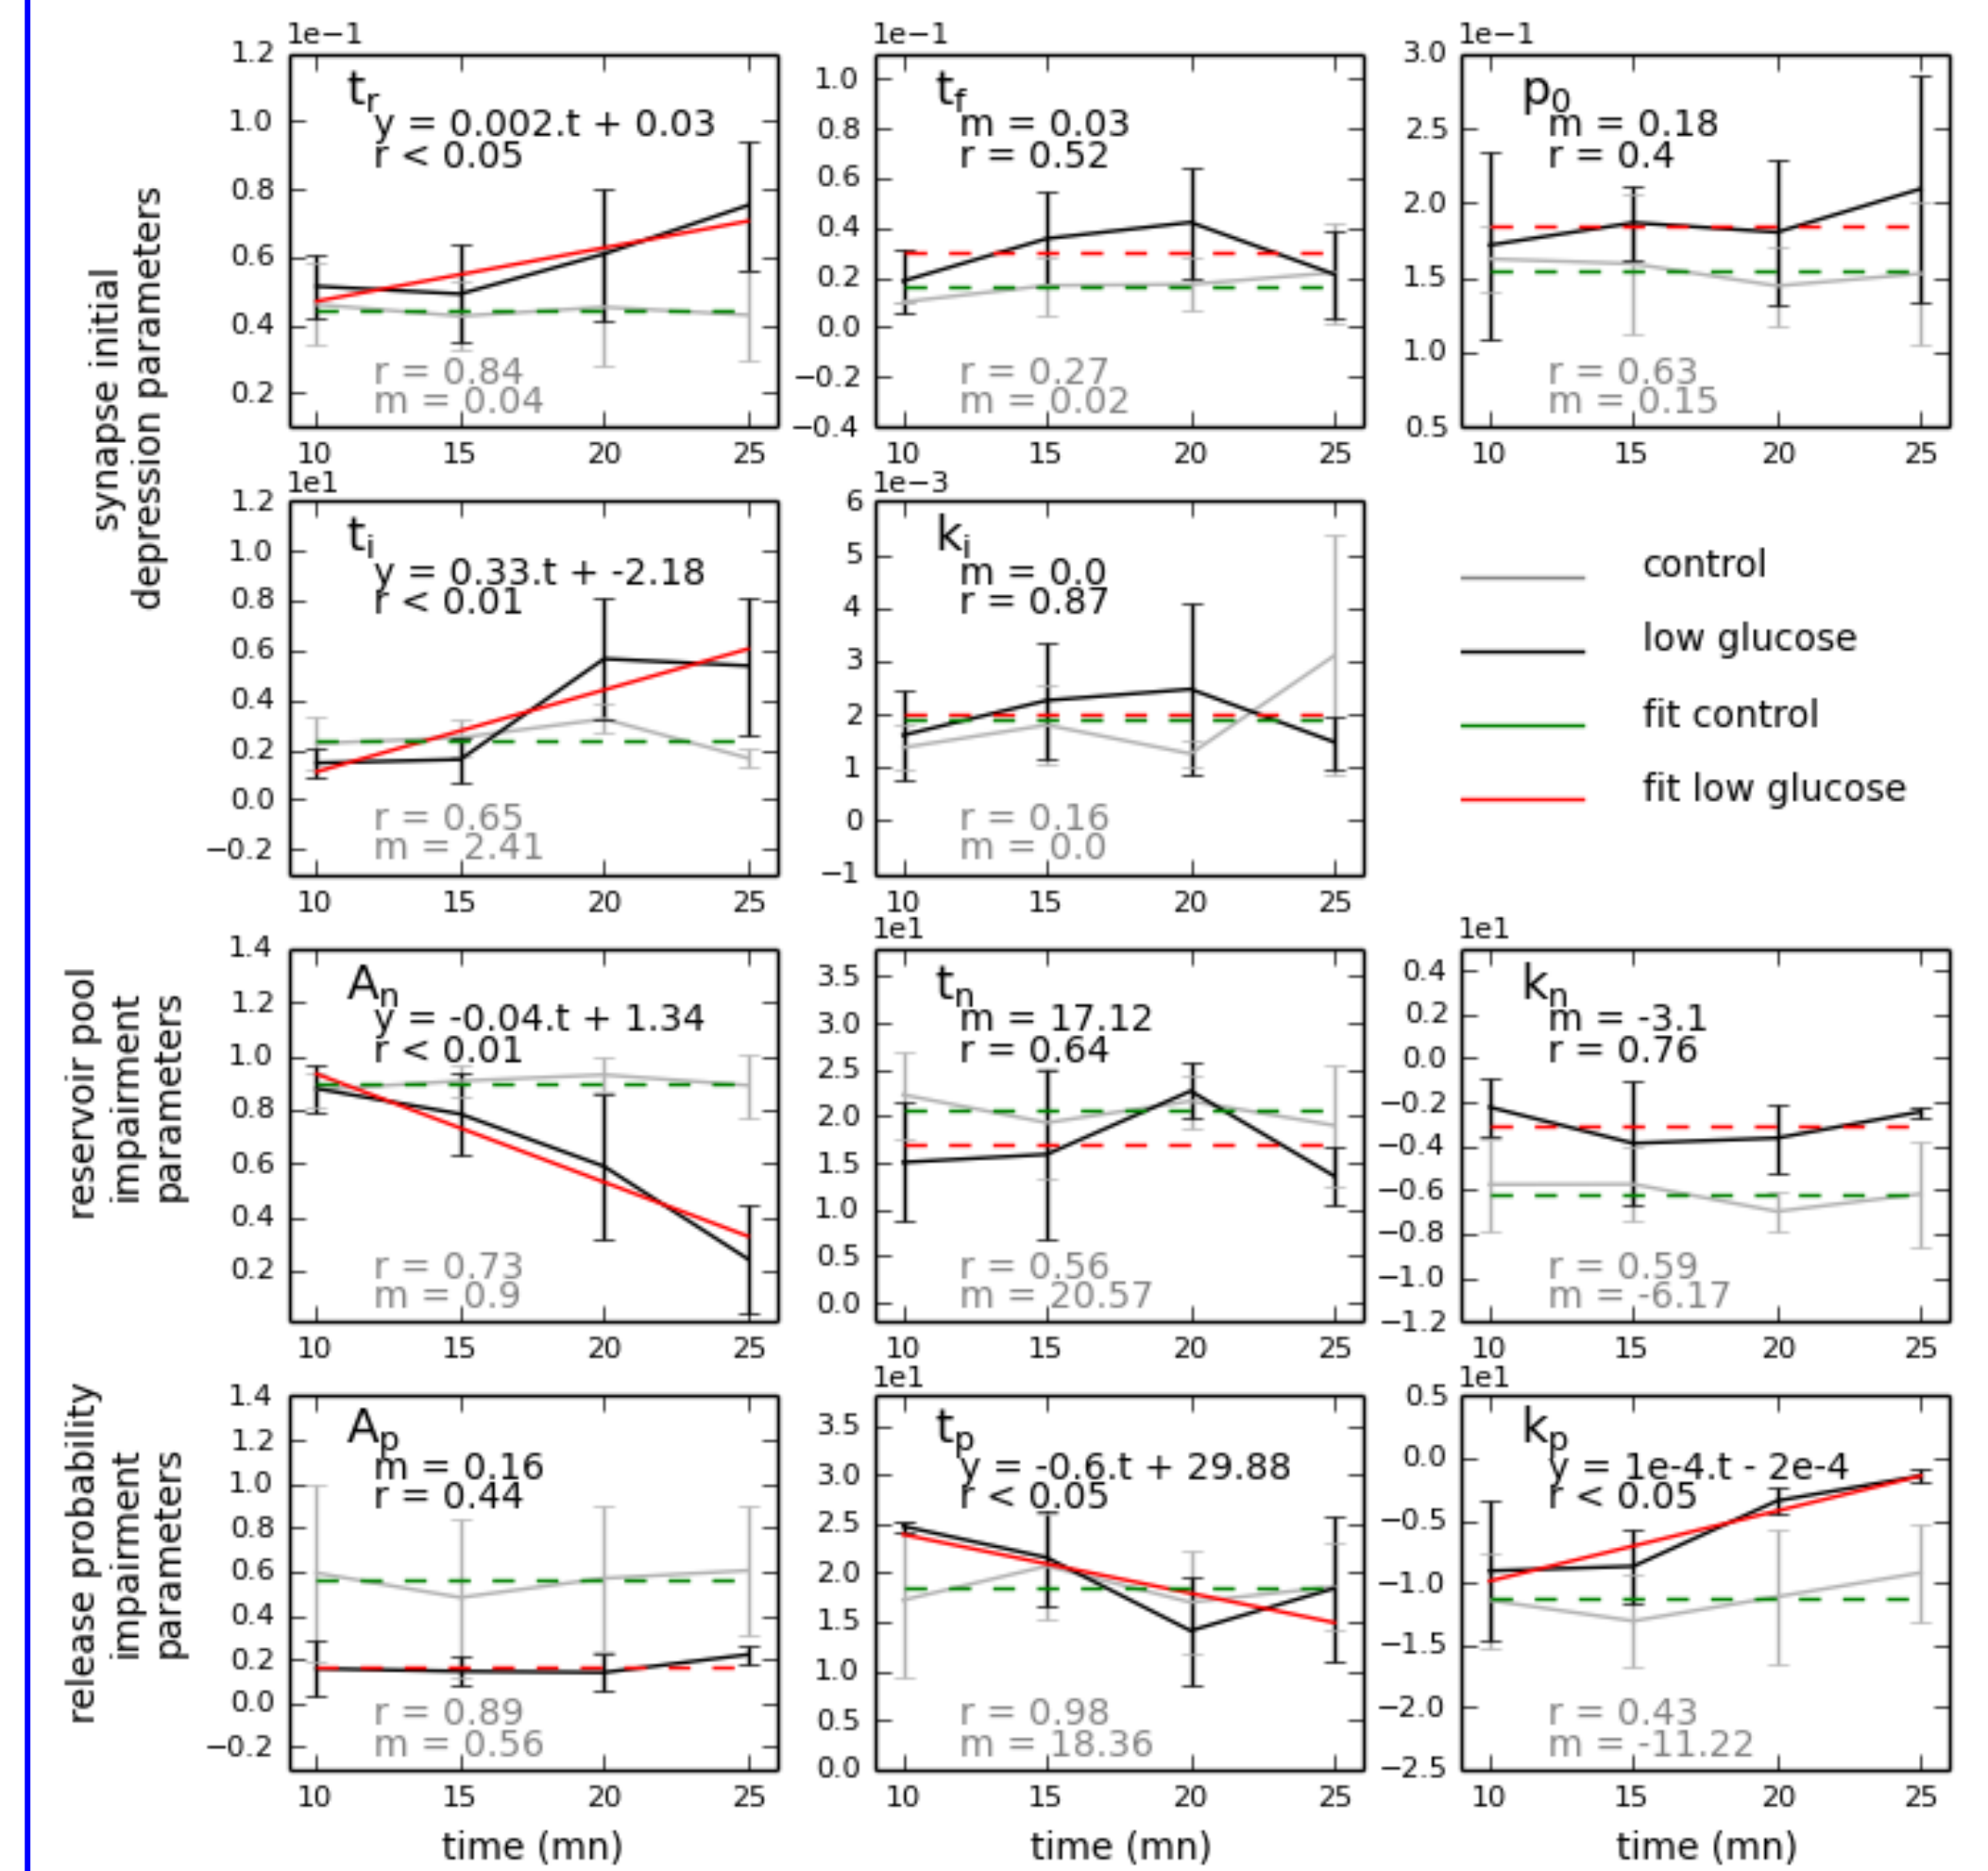 synapse initial
depression parameters
1e−1
1.2
1.0
0.8
0.6
0.4
0.2
tr
y = 0.002.t + 0.03
r < 0.05
r = 0.84
m = 0.04
10 15 20 25
1e−1
1.0
0.8
0.6
0.4
0.2
0.0
−0.2
−0.4
tf
m = 0.03
r = 0.52
r = 0.27
m = 0.02
10 15 20 25
1e−1
3.0
2.5
2.0
1.5
1.0
0.5
p0
m = 0.18
r = 0.4
r = 0.63
m = 0.15
10 15 20 25
1e1
1.2
1.0
0.8
0.6
0.4
0.2
0.0
−0.2
ti
y = 0.33.t + -2.18
r < 0.01
r = 0.65
m = 2.41
10 15 20 25
1e−3
6
5
4
3
2
1
0
−1
ki
m = 0.0
r = 0.87
r = 0.16
m = 0.0
10 15 20 25
control
low glucose
fit control
fit low glucose
reservoir pool
impairment
parameters
1.4
1.2
1.0
0.8
0.6
0.4
0.2
An
y = -0.04.t + 1.34
r < 0.01
r = 0.73
m = 0.9
10 15 20 25
1e1
3.5
3.0
2.5
2.0
1.5
1.0
0.5
0.0
tn
m = 17.12
r = 0.64
r = 0.56
m = 20.57
10 15 20 25
1e1
0.4
0.2
0.0
−0.2
−0.4
−0.6
−0.8
−1.0
−1.2
kn
m = -3.1
r = 0.76
r = 0.59
m = -6.17
10 15 20 25
release probability
impairment
parameters
1.4
1.2
1.0
0.8
0.6
0.4
0.2
0.0
−0.2
Ap
m = 0.16
r = 0.44
r = 0.89
m = 0.56
10 15 20 25
time (mn)
1e1
3.5
3.0
2.5
2.0
1.5
1.0
0.5
0.0
tp
y = -0.6.t + 29.88
r < 0.05
r = 0.98
m = 18.36
10 15 20 25
time (mn)
1e1
0.5
0.0
−0.5
−1.0
−1.5
−2.0
−2.5
kp
y = 1e-4.t - 2e-4
r < 0.05
r = 0.43
m = -11.22
10 15 20 25
time (mn)